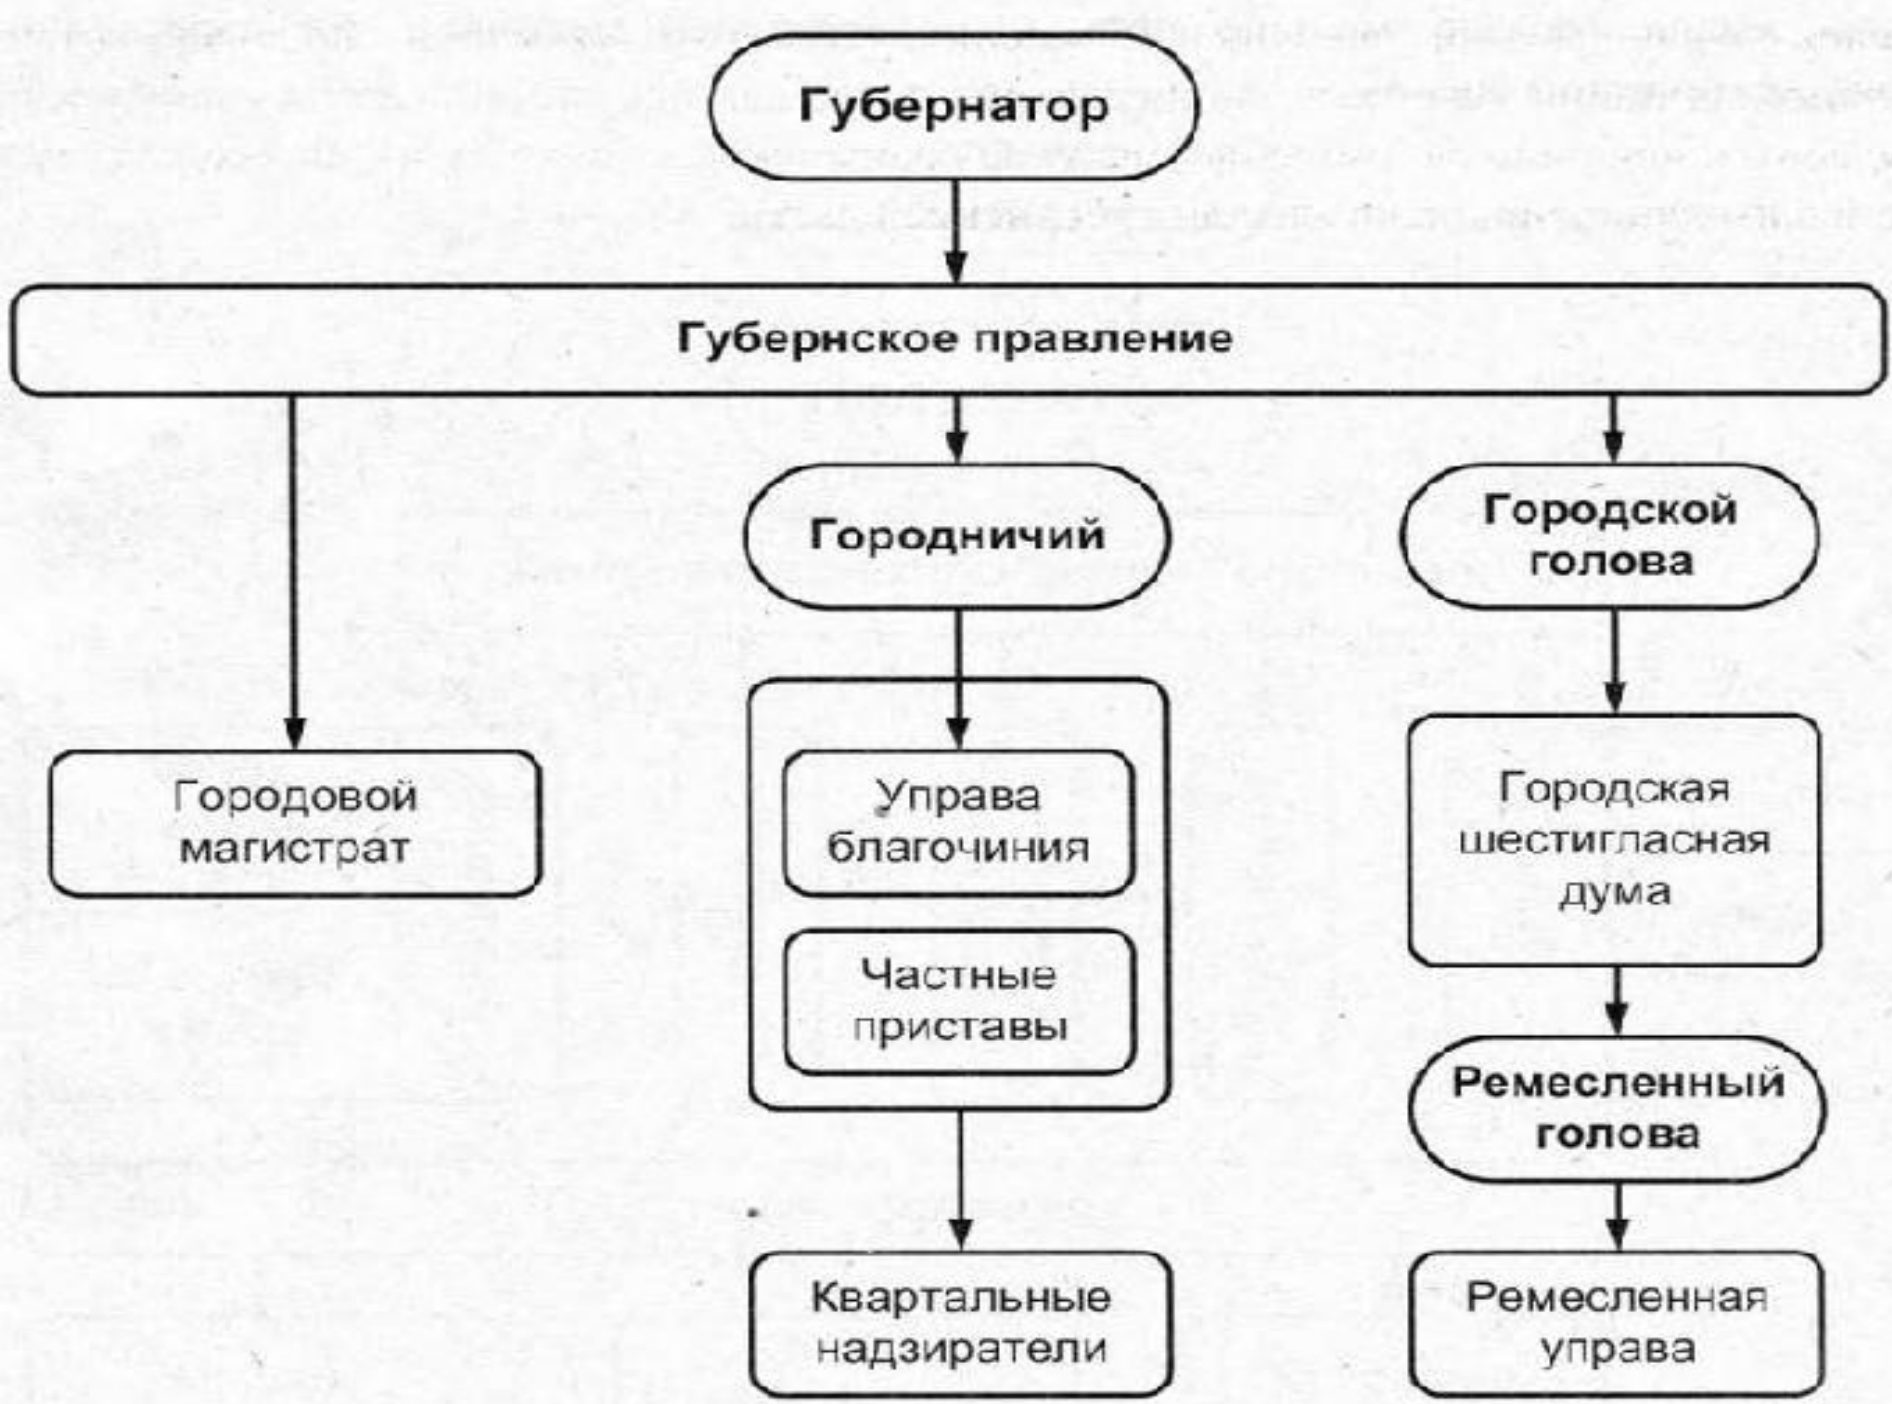 Губернатор
Губернское правление
Городничий
Городской
голова
Городовой
магистрат
Управа
благочиния
Частные
приставы
Городская
шестигласная
дума
Ремесленный
голова
Квартальные
надзиратели
Ремесленная
управа